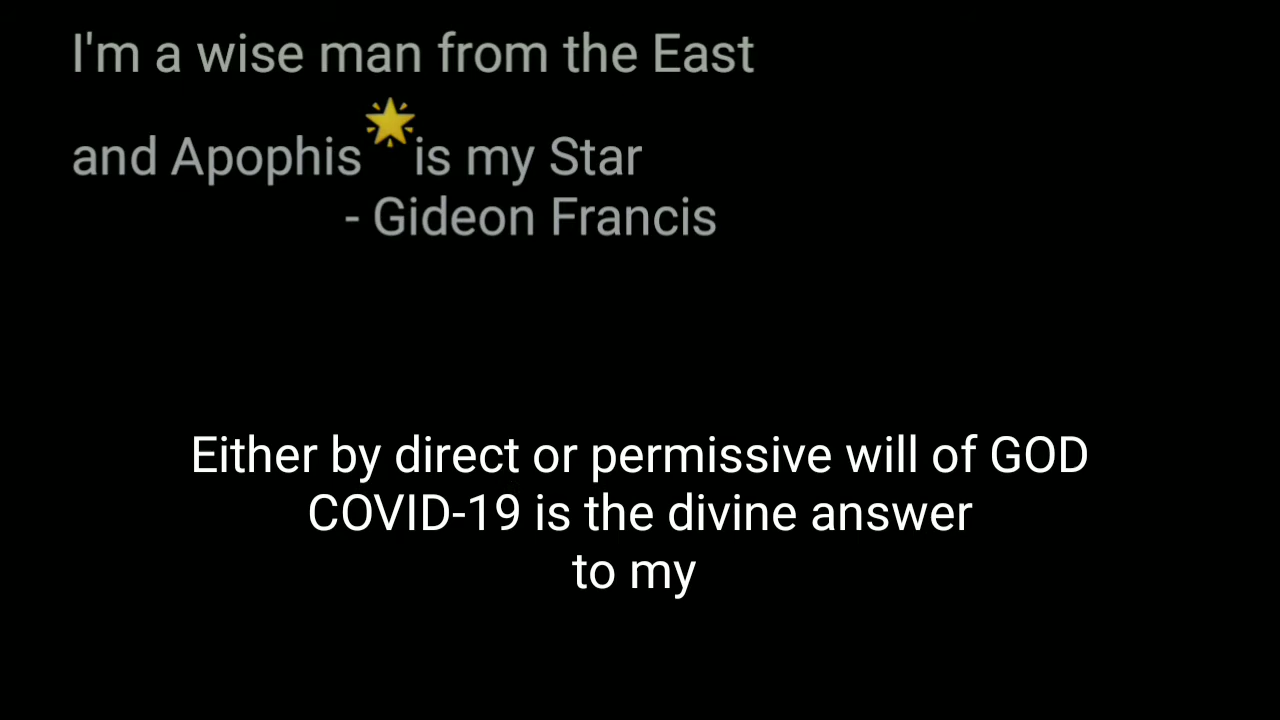 I'm a wise man from the East
and Apophis🌟is my Star
- Gideon Francis
Either by direct or permissive will of GOD
COVID-19 is the divine answer
to my